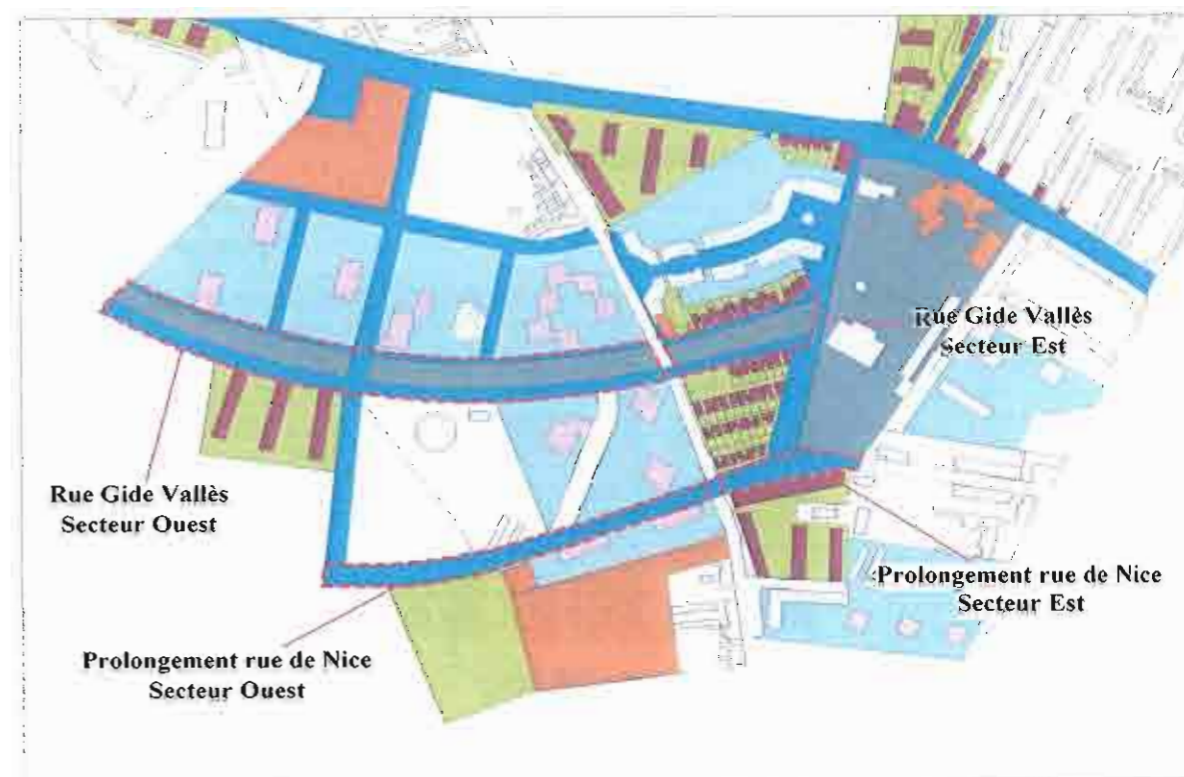 Rue Gide Vallès
Secteur Est
Rue Gide Vallès
Secteur Ouest
Prolongement rue de Nice
Secteur Est
Prolongement rue de Nice
Secteur Ouest